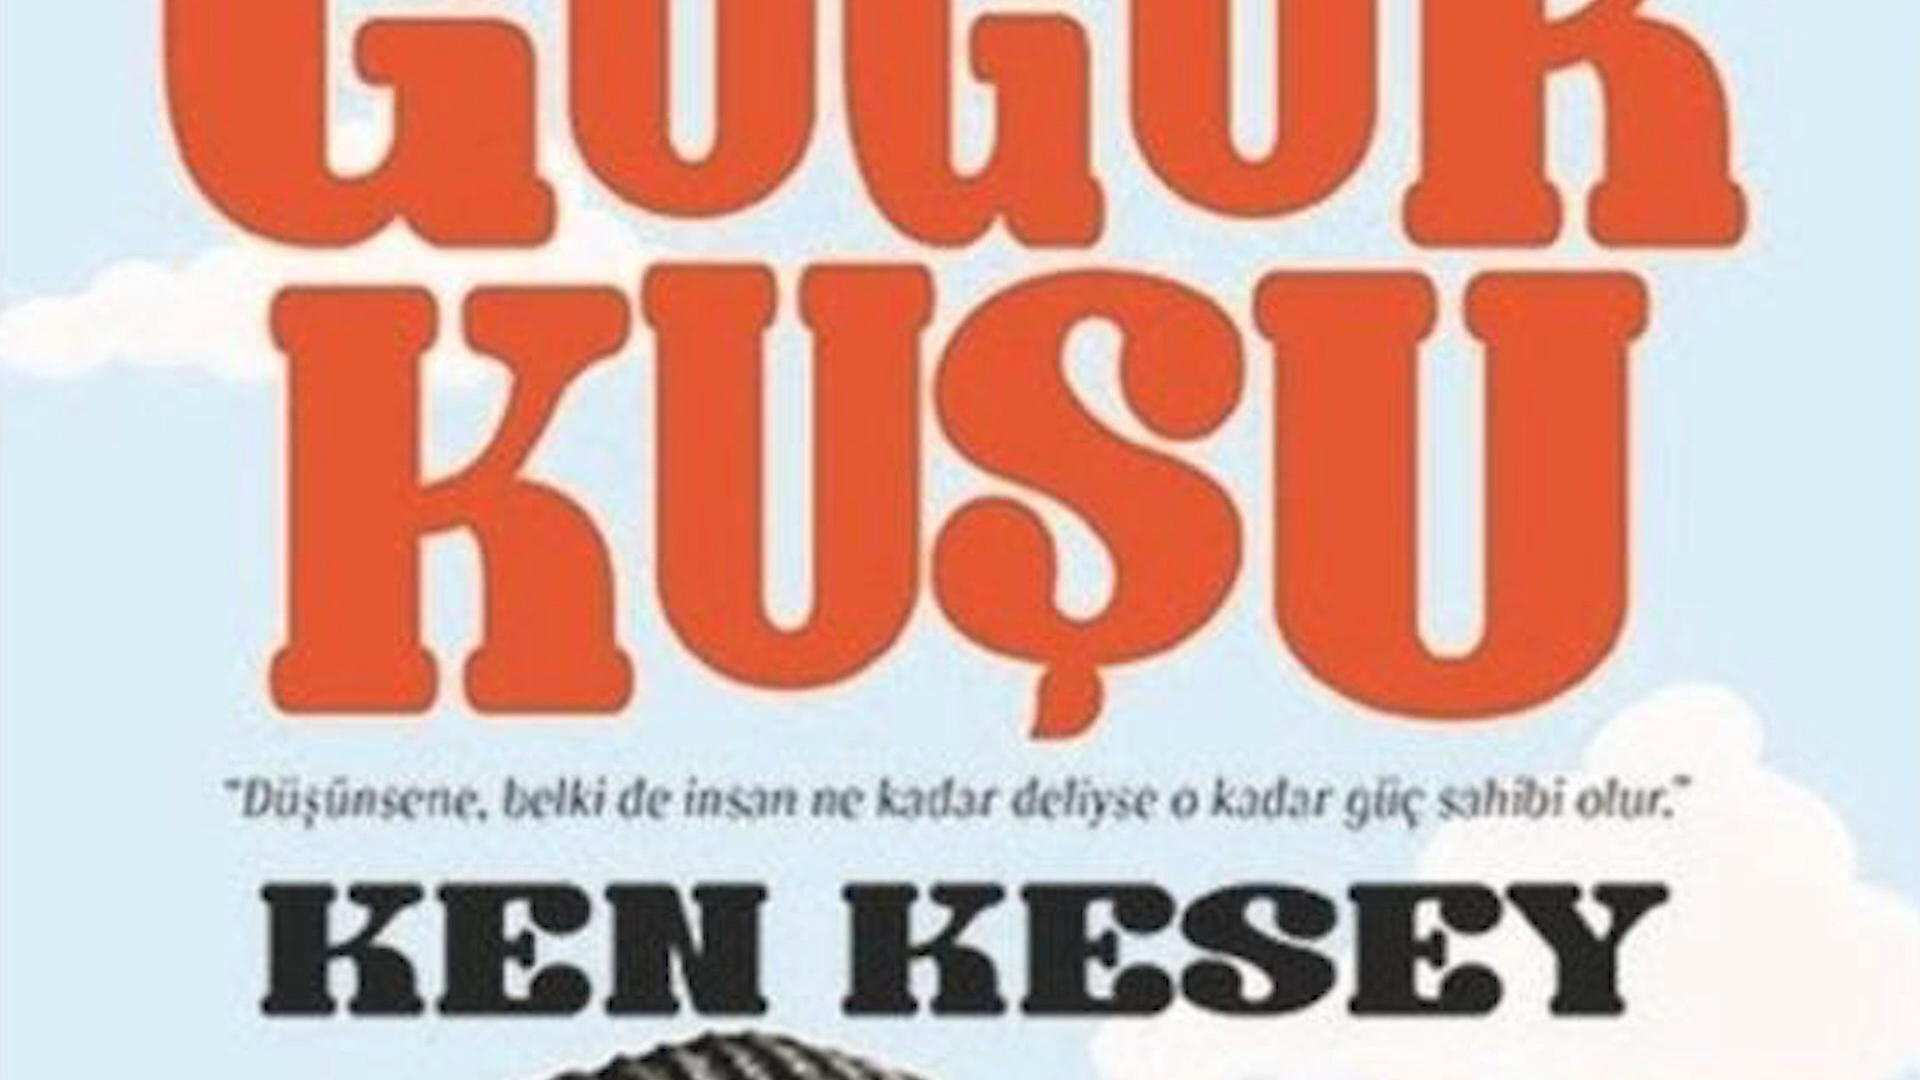 GUGUK
KUŞU
"Düşünsene, belki de insan ne kadar deliyse o kadar güç sahibi olur."
KEN KESEY